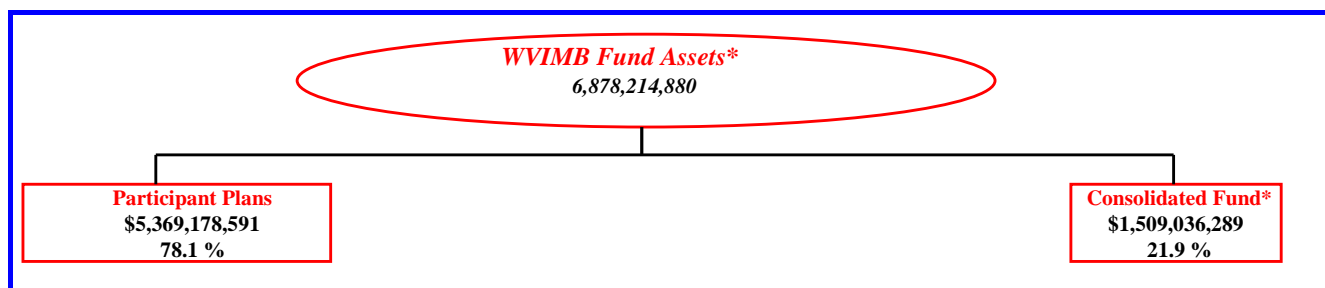 WVIMB Fund Assets*
6,878,214,880
Participant Plans
$5,369,178,591
78.1 %
Consolidated Fund*
$1,509,036,289
21.9 %